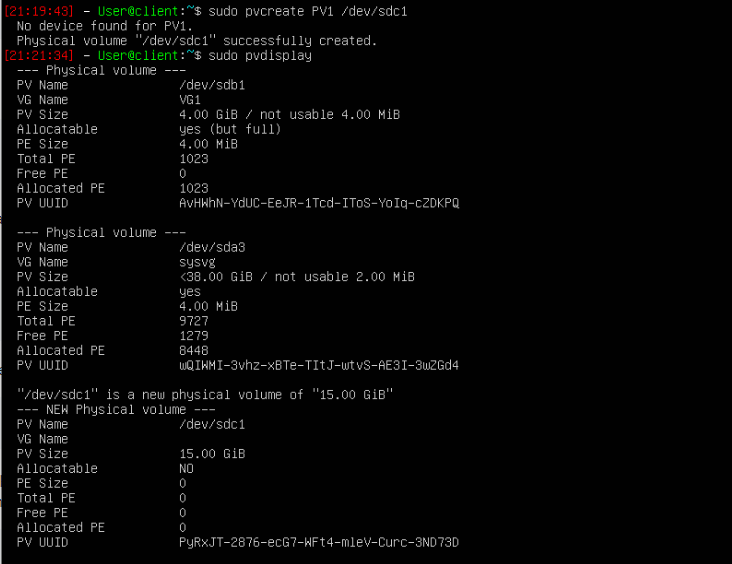 [21:19:43] - User@client:~$ sudo pvcreate PV1 /dev/sdc1
No device found for PV1.
Physical volume "/dev/sdc1" successfully created.
[21:21:34] - User@client:~$ sudo pvdisplay
--- Physical volume ---
PV Name /dev/sdb1
VG Name VG1
PV Size 4.00 GiB / not usable 4.00 MiB
Allocatable yes (but full)
PE Size 4.00 MiB
Total PE 1023
Free PE 0
Allocated PE 1023
PV UUID AvHWhN-YdUC-EeJR-1Tcd-IToS-YoIq-cZDKPQ
--- Physical volume ---
PV Name /dev/sda3
VG Name sysvg
PV Size <38.00 GiB / not usable 2.00 MiB
Allocatable yes
PE Size 4.00 MiB
Total PE 9727
Free PE 1279
Allocated PE 8448
PV UUID wQIWMI-3vhz-xBTe-TItJ-wtvS-AE3I-3wZGd4
"/dev/sdc1" is a new physical volume of "15.00 GiB"
--- NEW Physical volume ---
PV Name /dev/sdc1
VG Name
PV Size 15.00 GiB
Allocatable NO
PE Size 0
Total PE 0
Free PE 0
Allocated PE 0
PV UUID PyRxJT-2876-ecG7-WFt4-mleV-Curc-3ND73D